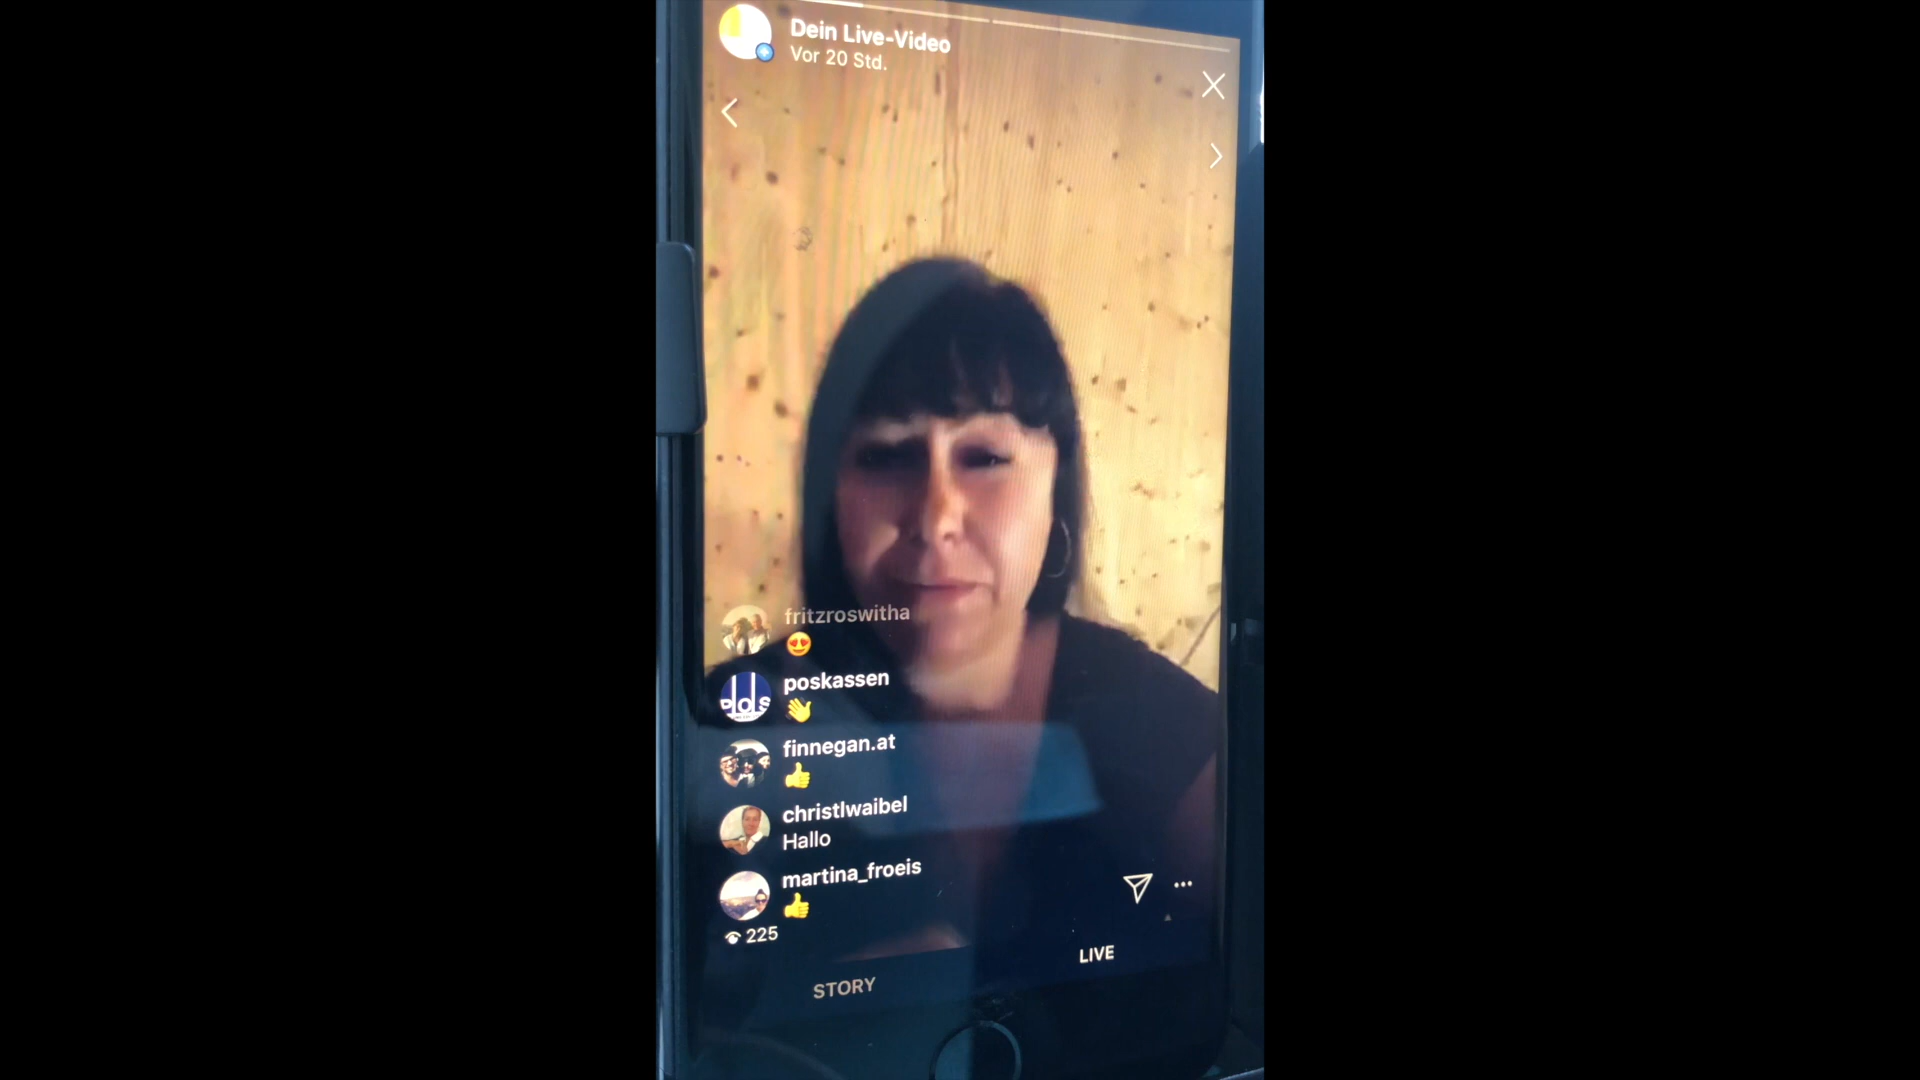 Dein Live-Video
Vor 20 Std.
fritzroswitha
😍
poskassen
👋
finnegan.at
👍
christlwaibel
Hallo
martina_froeis
👍
225
LIVE
STORY